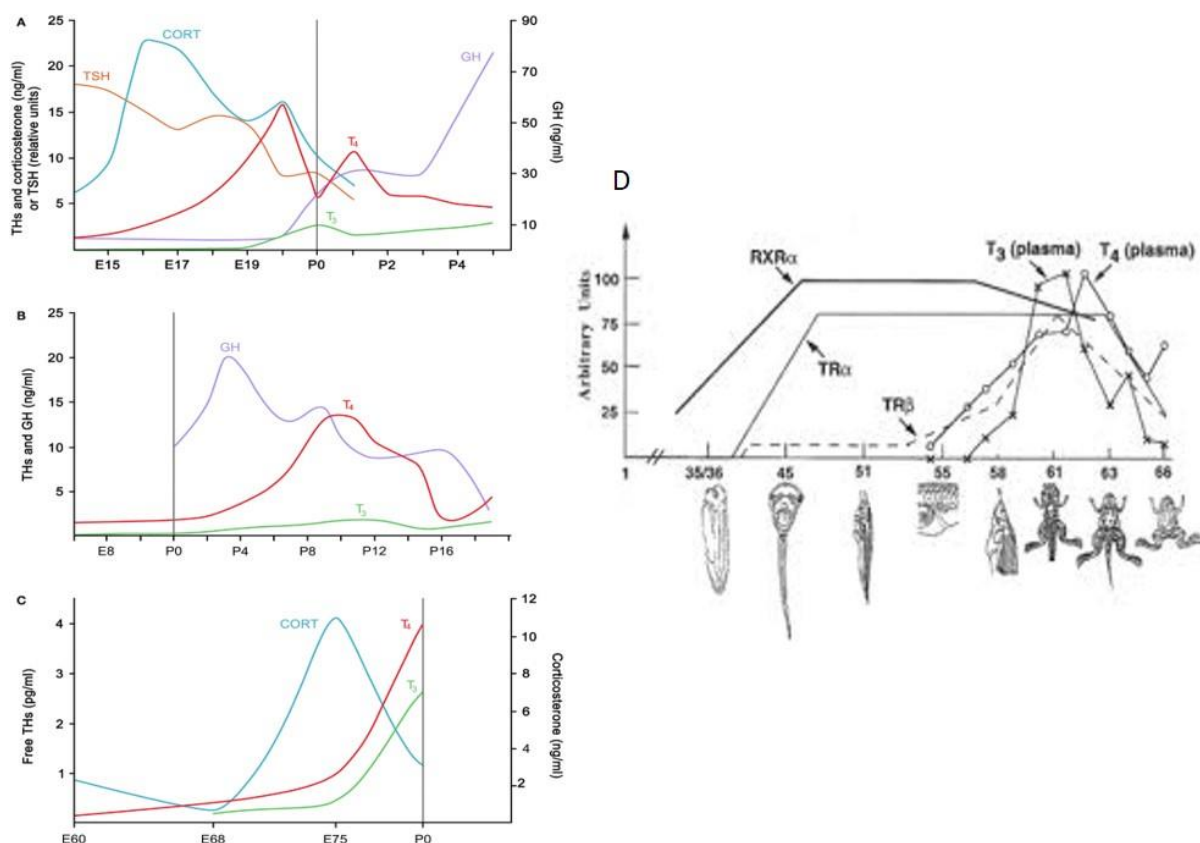 A
25
20
15
10
5
THs and corticosterone (ng/ml)
or TSH (relative units)
CORT
TSH
T4
T3
GH
90
70
50
30
10
GH (ng/ml)
E15 E17 E19 P0 P2 P4
B
25
20
15
10
5
THs and GH (ng/ml)
GH
T4
T3
E8 P0 P4 P8 P12 P16
C
4
3
2
1
Free THs (pg/ml)
CORT
T4
T3
12
10
8
6
4
2
Corticosterone (ng/ml)
E60 E68 E75 P0
D
Arbitrary Units
100
75
50
25
RXRα
TRα
TRβ
T3 (plasma)
T4 (plasma)
1 35/36 45 51 55 58 61 63 66